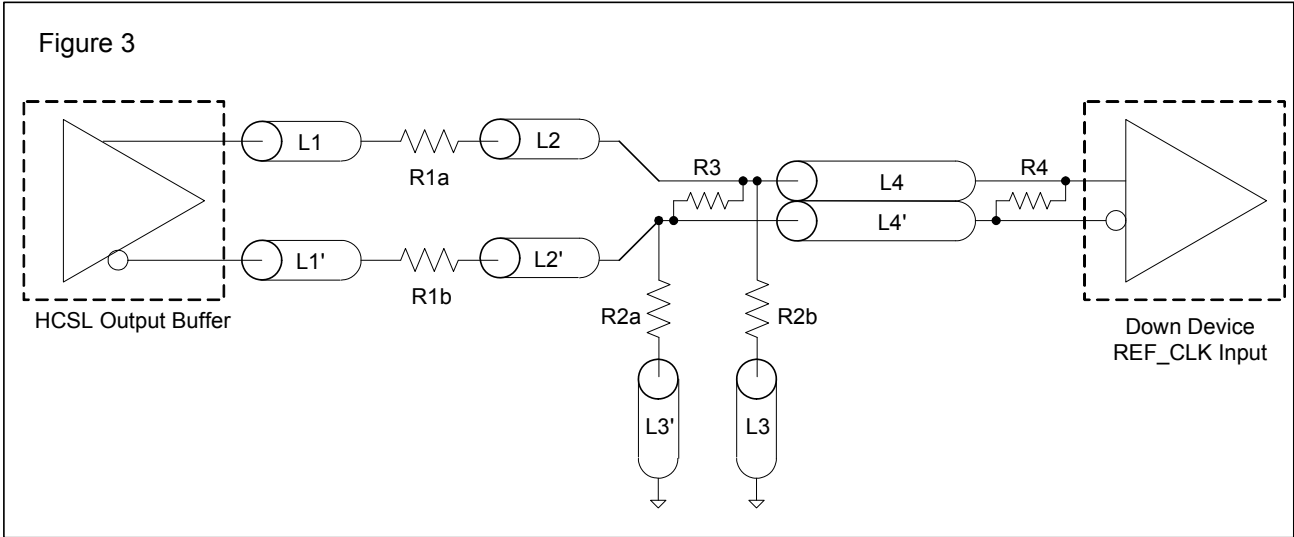 Figure 3
HCSL Output Buffer
L1
R1a
L2
L1'
R1b
L2'
R3
R2a
R2b
L3'
L3
L4
L4'
R4
Down Device
REF_CLK Input